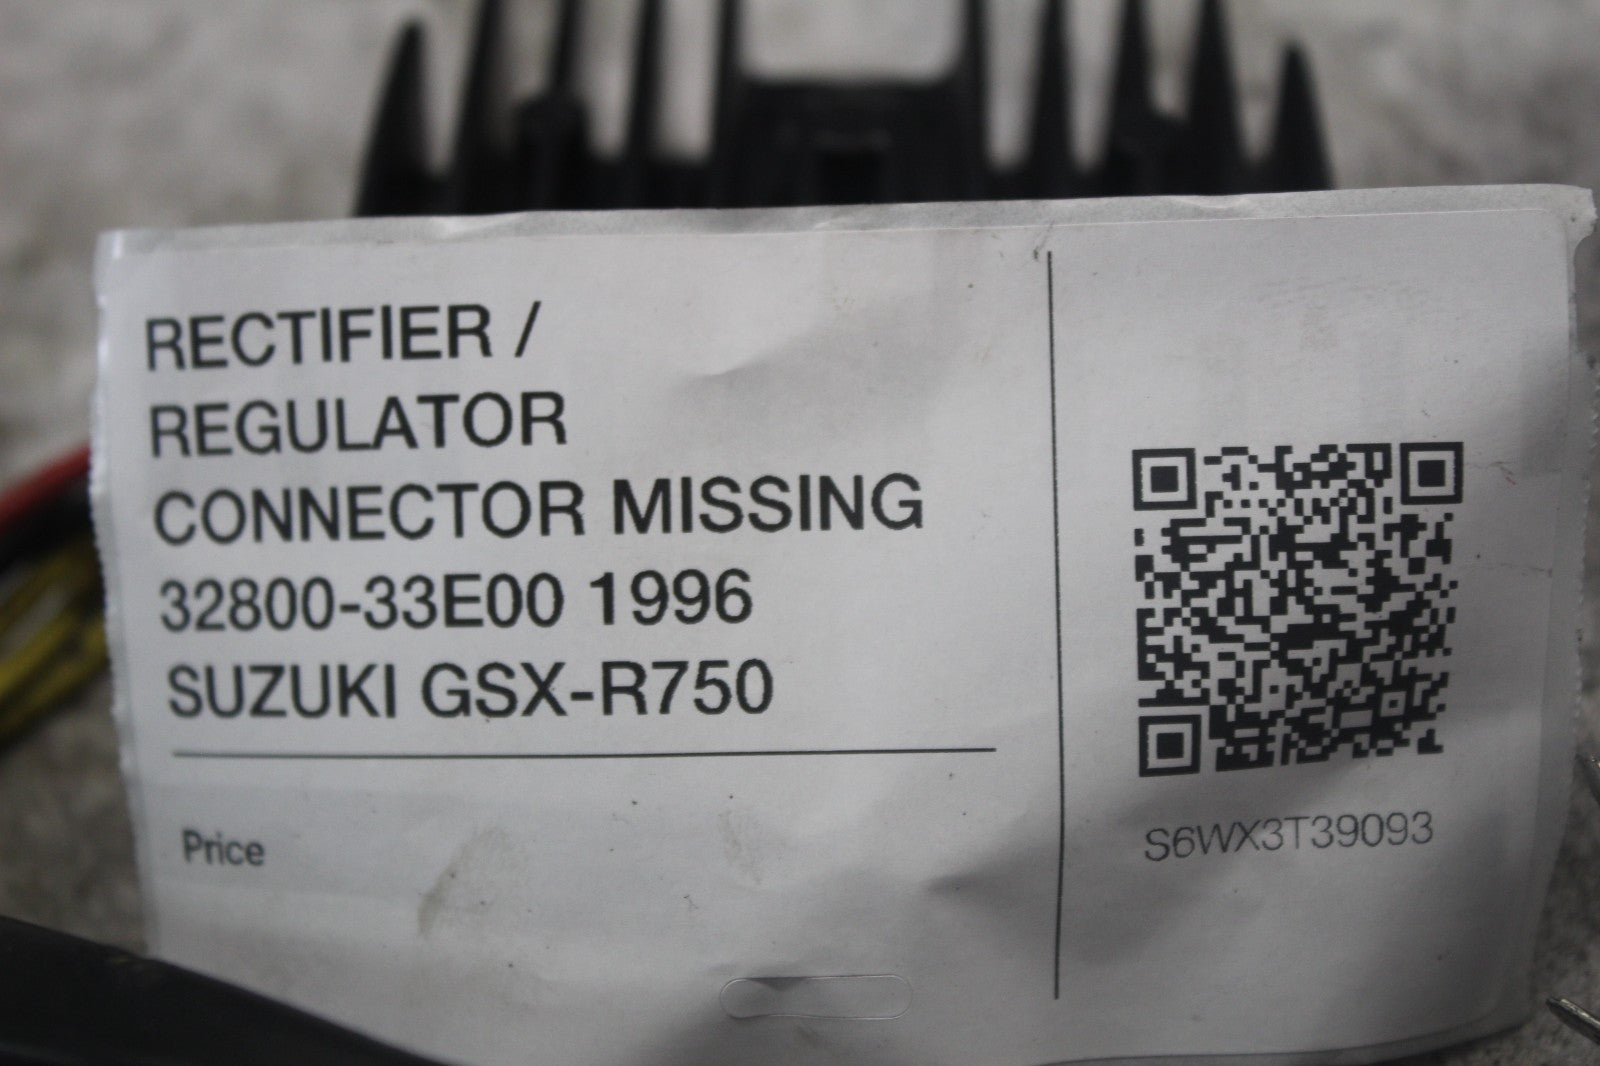 RECTIFIER /
REGULATOR
CONNECTOR MISSING
32800-33E00 1996
SUZUKI GSX-R750
Price
S6WX3T39093